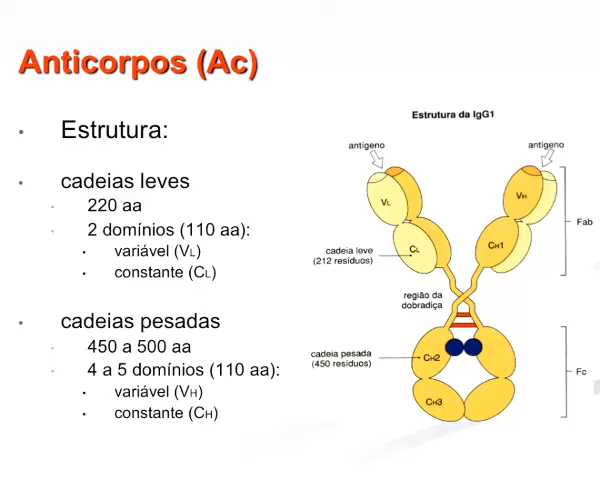 Anticorpos (Ac)
• Estrutura:
• cadeias leves
◦ 220 aa
◦ 2 domínios (110 aa):
• variável (VL)
• constante (CL)
• cadeias pesadas
◦ 450 a 500 aa
◦ 4 a 5 domínios (110 aa):
• variável (VH)
• constante (CH)
Estrutura da IgG1
antígeno
antígeno
VL
VH
Fab
CL
CH1
cadeia leve
(212 resíduos)
região da
dobradiça
cadeia pesada
(450 resíduos)
CH2
Fc
CH3